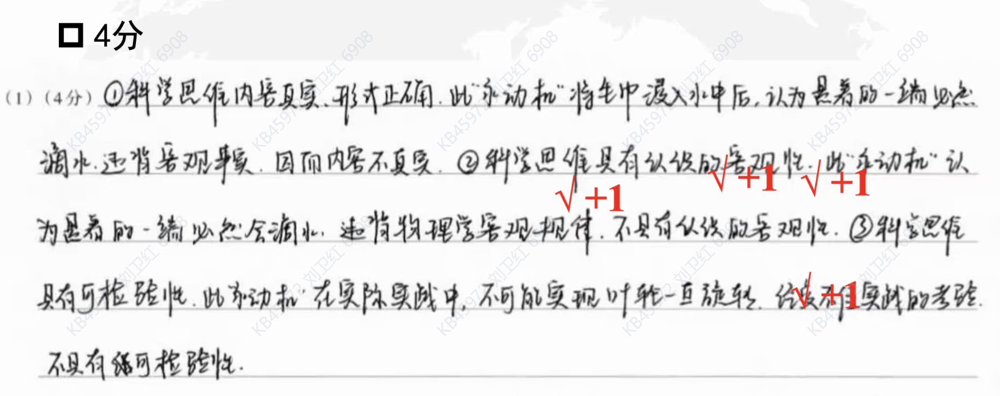 4分
(1)(4分)①科学思维内容真实、形式正确.此"永动机"将毛巾浸入水中后,认为悬着的一端必然
滴水.违背客观事实.因而内容不真实.②科学思维具有认识的客观性.此"永动机"认
√+1 √+1 √+1
为悬着的一端必然会滴水.违背物理学客观规律.不具有认识的客观性.③科学思维
具有可检验性.此"永动机"在实际实践中,不可能实现叶轮一直旋转.经受不住实践的考验.
√+1
不具有可检验性.
KB45972 刘卫红 6908